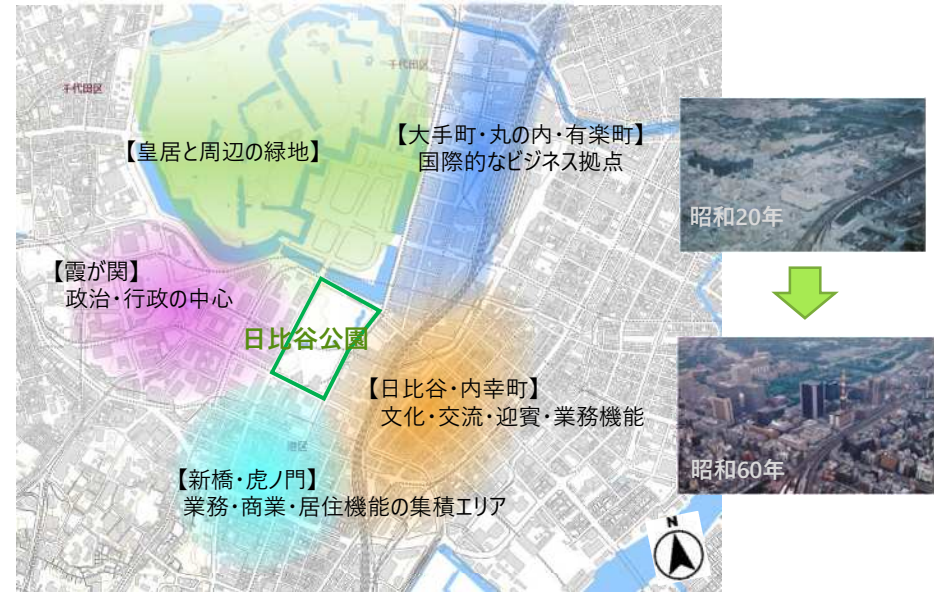 千代田区
千代田区
【皇居と周辺の緑地】
【大手町・丸の内・有楽町】
国際的なビジネス拠点
昭和20年
【霞が関】
政治・行政の中心
日比谷公園
【日比谷・内幸町】
文化・交流・迎賓・業務機能
港区
昭和60年
【新橋・虎ノ門】
業務・商業・居住機能の集積エリア
N